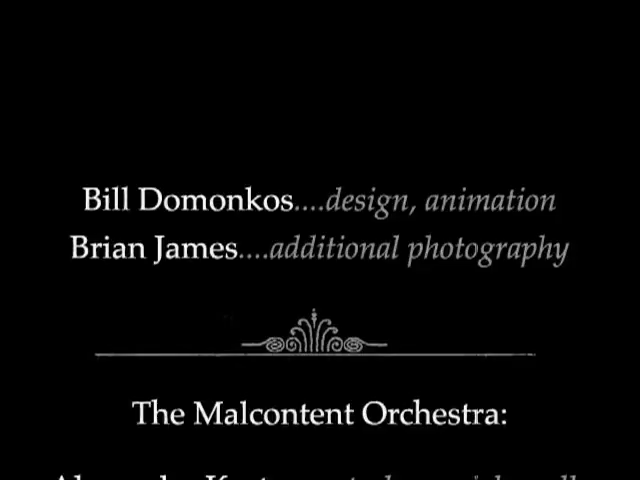 Bill Domonkos....design, animation
Brian James....additional photography
The Malcontent Orchestra: